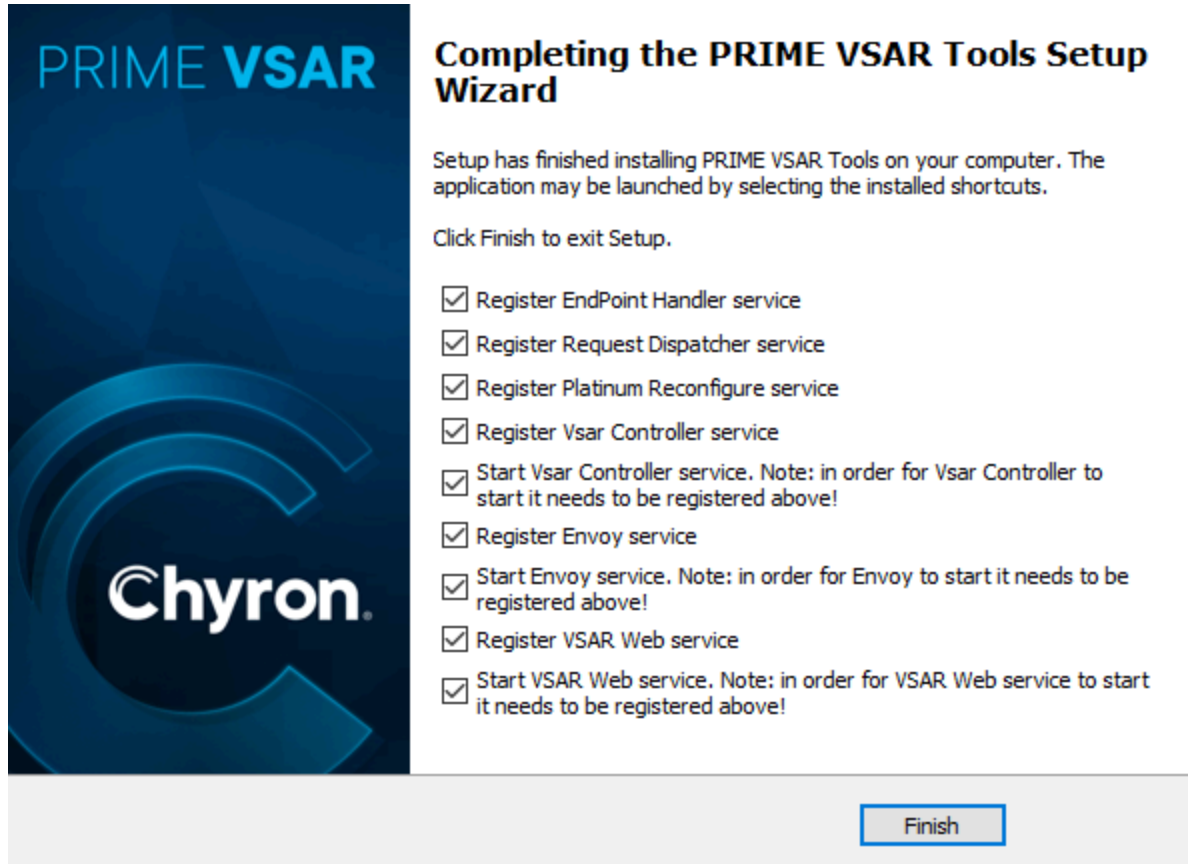 PRIME VSAR
Completing the PRIME VSAR Tools Setup
Wizard
Setup has finished installing PRIME VSAR Tools on your computer. The
application may be launched by selecting the installed shortcuts.
Click Finish to exit Setup.
Register EndPoint Handler service
Register Request Dispatcher service
Register Platinum Reconfigure service
Register Vsar Controller service
Start Vsar Controller service. Note: in order for Vsar Controller to
start it needs to be registered above!
Register Envoy service
Start Envoy service. Note: in order for Envoy to start it needs to be
registered above!
Register VSAR Web service
Start VSAR Web service. Note: in order for VSAR Web service to start
it needs to be registered above!
Chyron
Finish